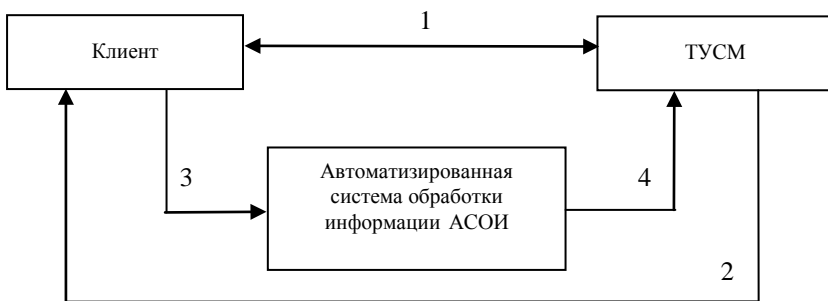 1
Клиент
ТУСМ
3
Автоматизированная
система обработки
информации АСОИ
4
2